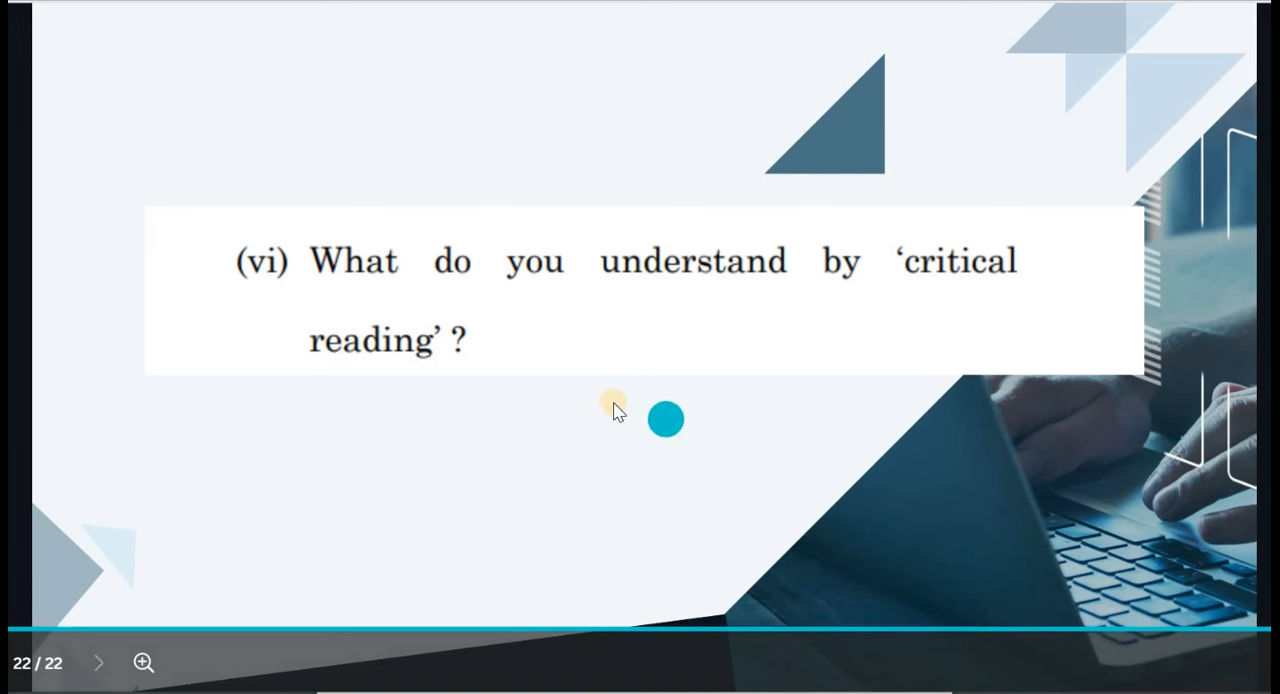 (vi) What do you understand by ‘critical
reading’ ?
22 / 22